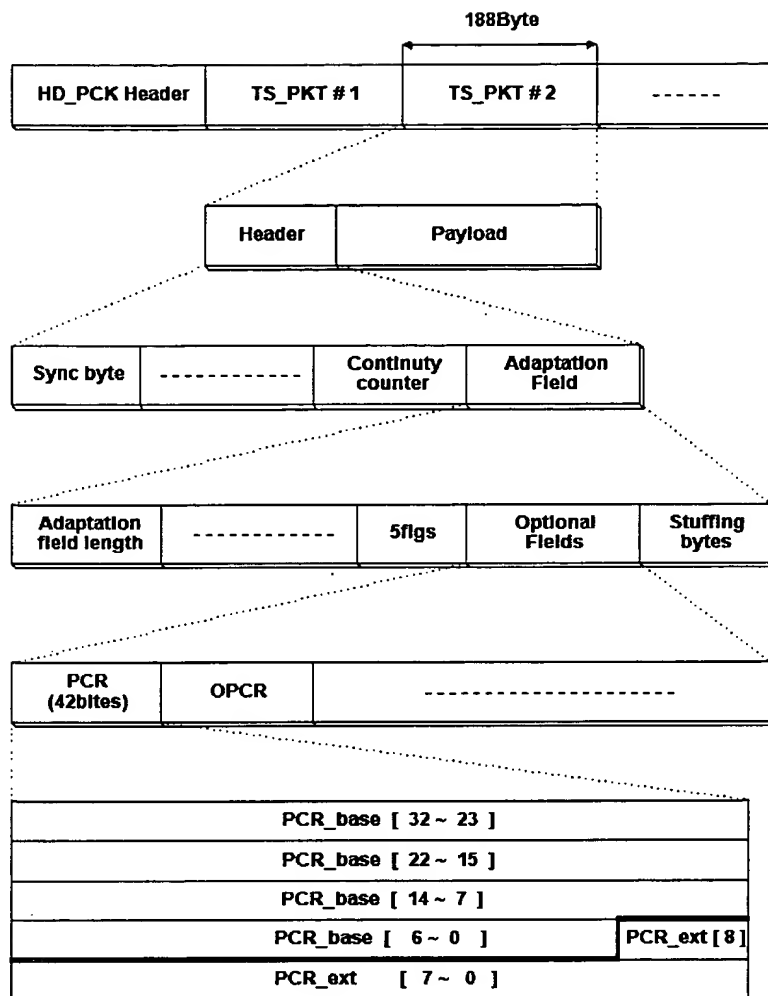 188Byte
HD_PCK Header TS_PKT # 1 TS_PKT # 2 ------
Header Payload
Sync byte ------------ Continuty counter Adaptation Field
Adaptation field length ------------ 5flgs Optional Fields Stuffing bytes
PCR (42bites) OPCR ----------------------
PCR_base [ 32 ~ 23 ]
PCR_base [ 22 ~ 15 ]
PCR_base [ 14 ~ 7 ]
PCR_base [ 6 ~ 0 ] PCR_ext [ 8 ]
PCR_ext [ 7 ~ 0 ]